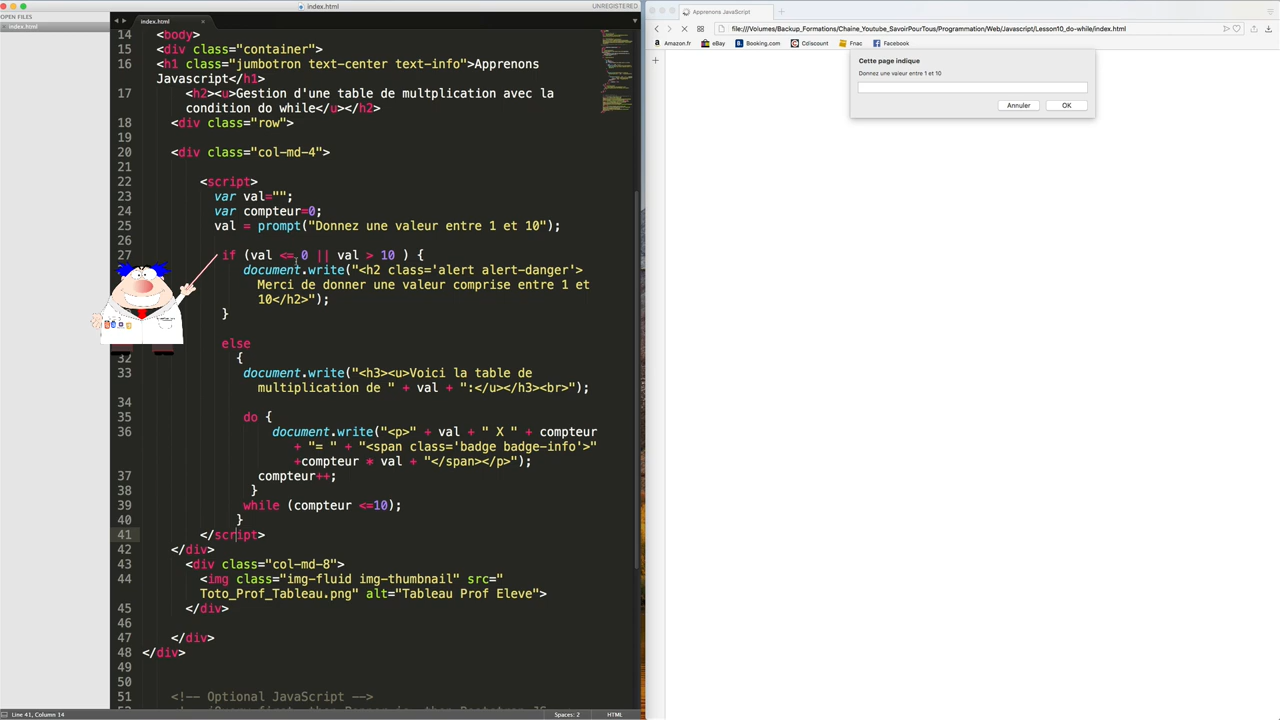 index.html
UNREGISTERED
OPEN FILES
index.html
index.html
14 <body>
15 <div class="container">
16 <h1 class="jumbotron text-center text-info">Apprenons
Javascript</h1>
17 <h2><u>Gestion d'une table de multplication avec la
condition do while</u></h2>
18 <div class="row">
19
20 <div class="col-md-4">
21
22 <script>
23 var val="";
24 var compteur=0;
25 val = prompt("Donnez une valeur entre 1 et 10");
26
27 if (val <= 0 || val > 10 ) {
document.write("<h2 class='alert alert-danger'>
Merci de donner une valeur comprise entre 1 et
10</h2>");
}
else
32 {
33 document.write("<h3><u>Voici la table de
multiplication de " + val + ":</u></h3><br>");
34
35 do {
36 document.write("<p>" + val + " X " + compteur
+ "= " + "<span class='badge badge-info'>"
+compteur * val + "</span></p>");
37 compteur++;
38 }
39 while (compteur <=10);
40 }
41 </script>
42 </div>
43 <div class="col-md-8">
44 <img class="img-fluid img-thumbnail" src="
Toto_Prof_Tableau.png" alt="Tableau Prof Eleve">
45 </div>
46
47 </div>
48 </div>
49
50
51 <!-- Optional JavaScript -->
Line 41, Column 14
Spaces: 2
HTML
Apprenons JavaScript
file:///Volumes/Backup_Formations/Chaine_Youtube_SavoirPourTous/Programmation/Web/Javascript/Lesson10_do-while/index.html
Amazon.fr eBay Booking.com Cdiscount Fnac Facebook
Cette page indique
Donnez une valeur entre 1 et 10
Annuler OK